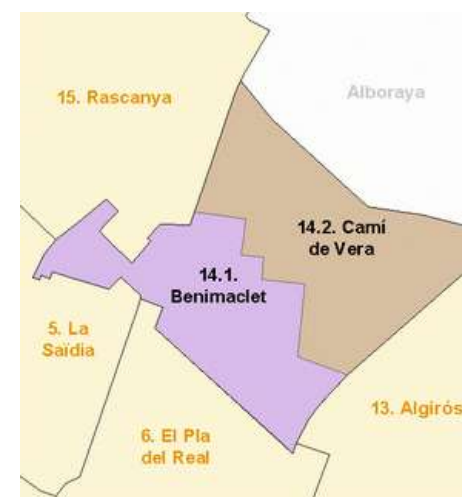 15. Rascanya
Alboraya
14.2. Camí
de Vera
14.1.
Benimaclet
5. La
Saïdia
13. Algirós
6. El Pla
del Real